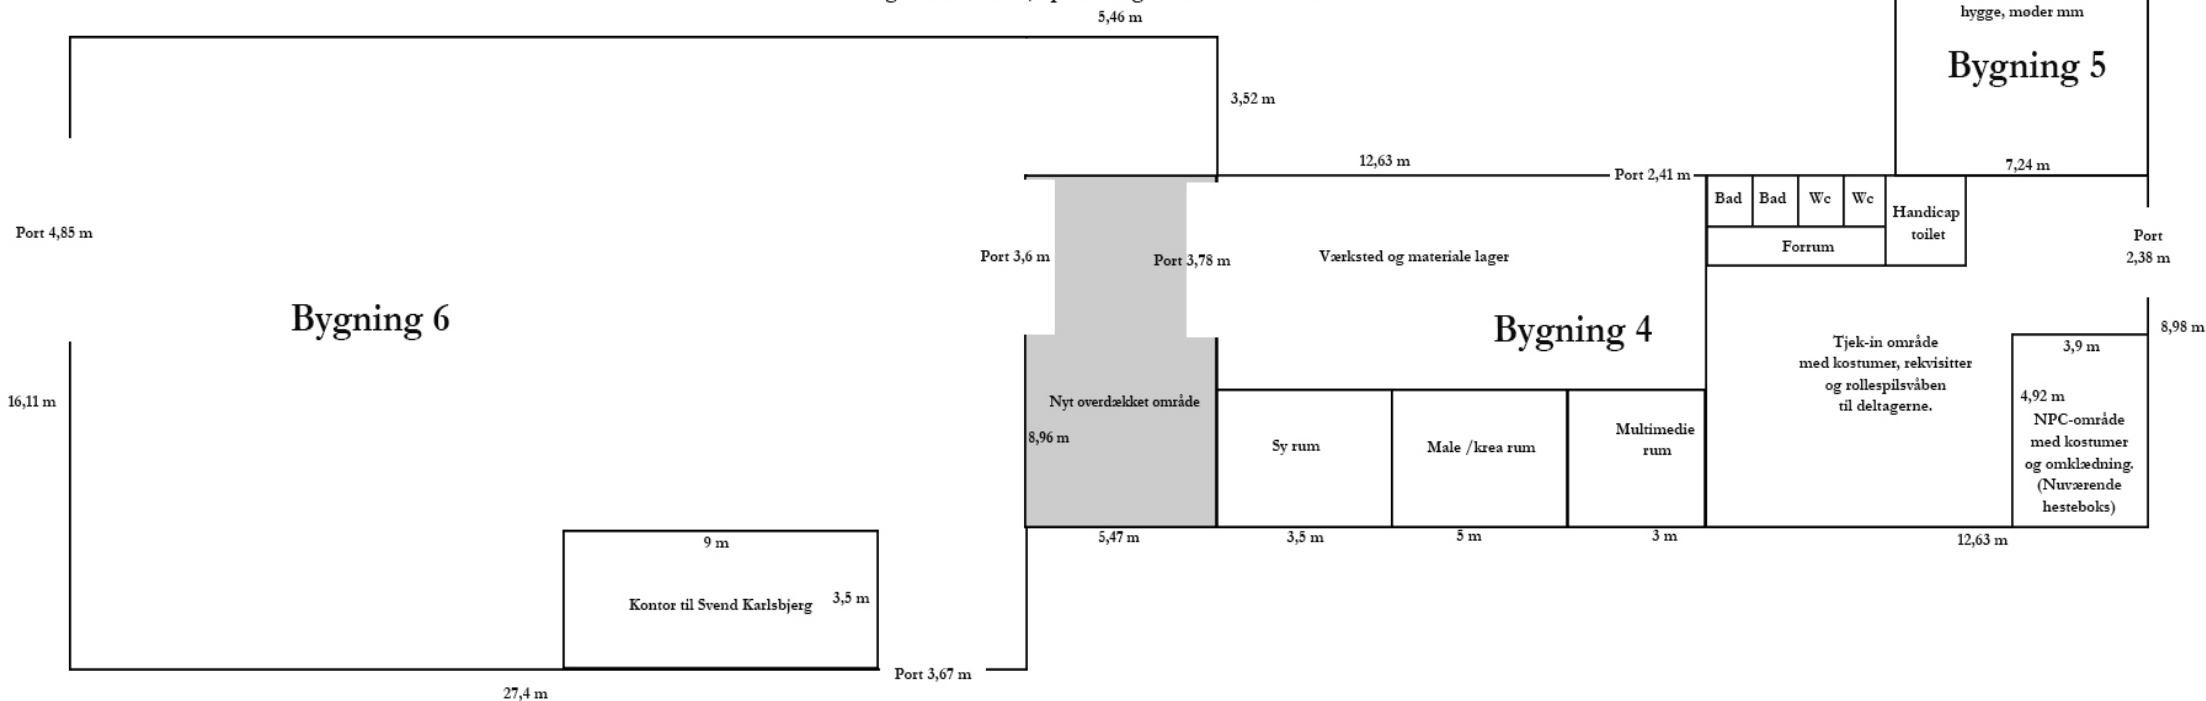 5,46 m
hygge, møder mm
Bygning 5
3,52 m
12,63 m
Port 2,41 m
7,24 m
Bad
Bad
Wc
Wc
Handicap
toilet
Forrum
Port 4,85 m
Port 3,6 m
Port 3,78 m
Værksted og materiale lager
Port
2,38 m
Bygning 6
Bygning 4
8,98 m
Tjek-in område
med kostumer, rekvisitter
og rollespilsvåben
til deltagerne.
3,9 m
4,92 m
NPC-område
med kostumer
og omklædning.
(Nuværende
hesteboks)
16,11 m
Nyt overdækket område
8,96 m
Sy rum
Male /krea rum
Multimedie
rum
5,47 m
3,5 m
5 m
3 m
12,63 m
9 m
Kontor til Svend Karlsbjerg
3,5 m
Port 3,67 m
27,4 m